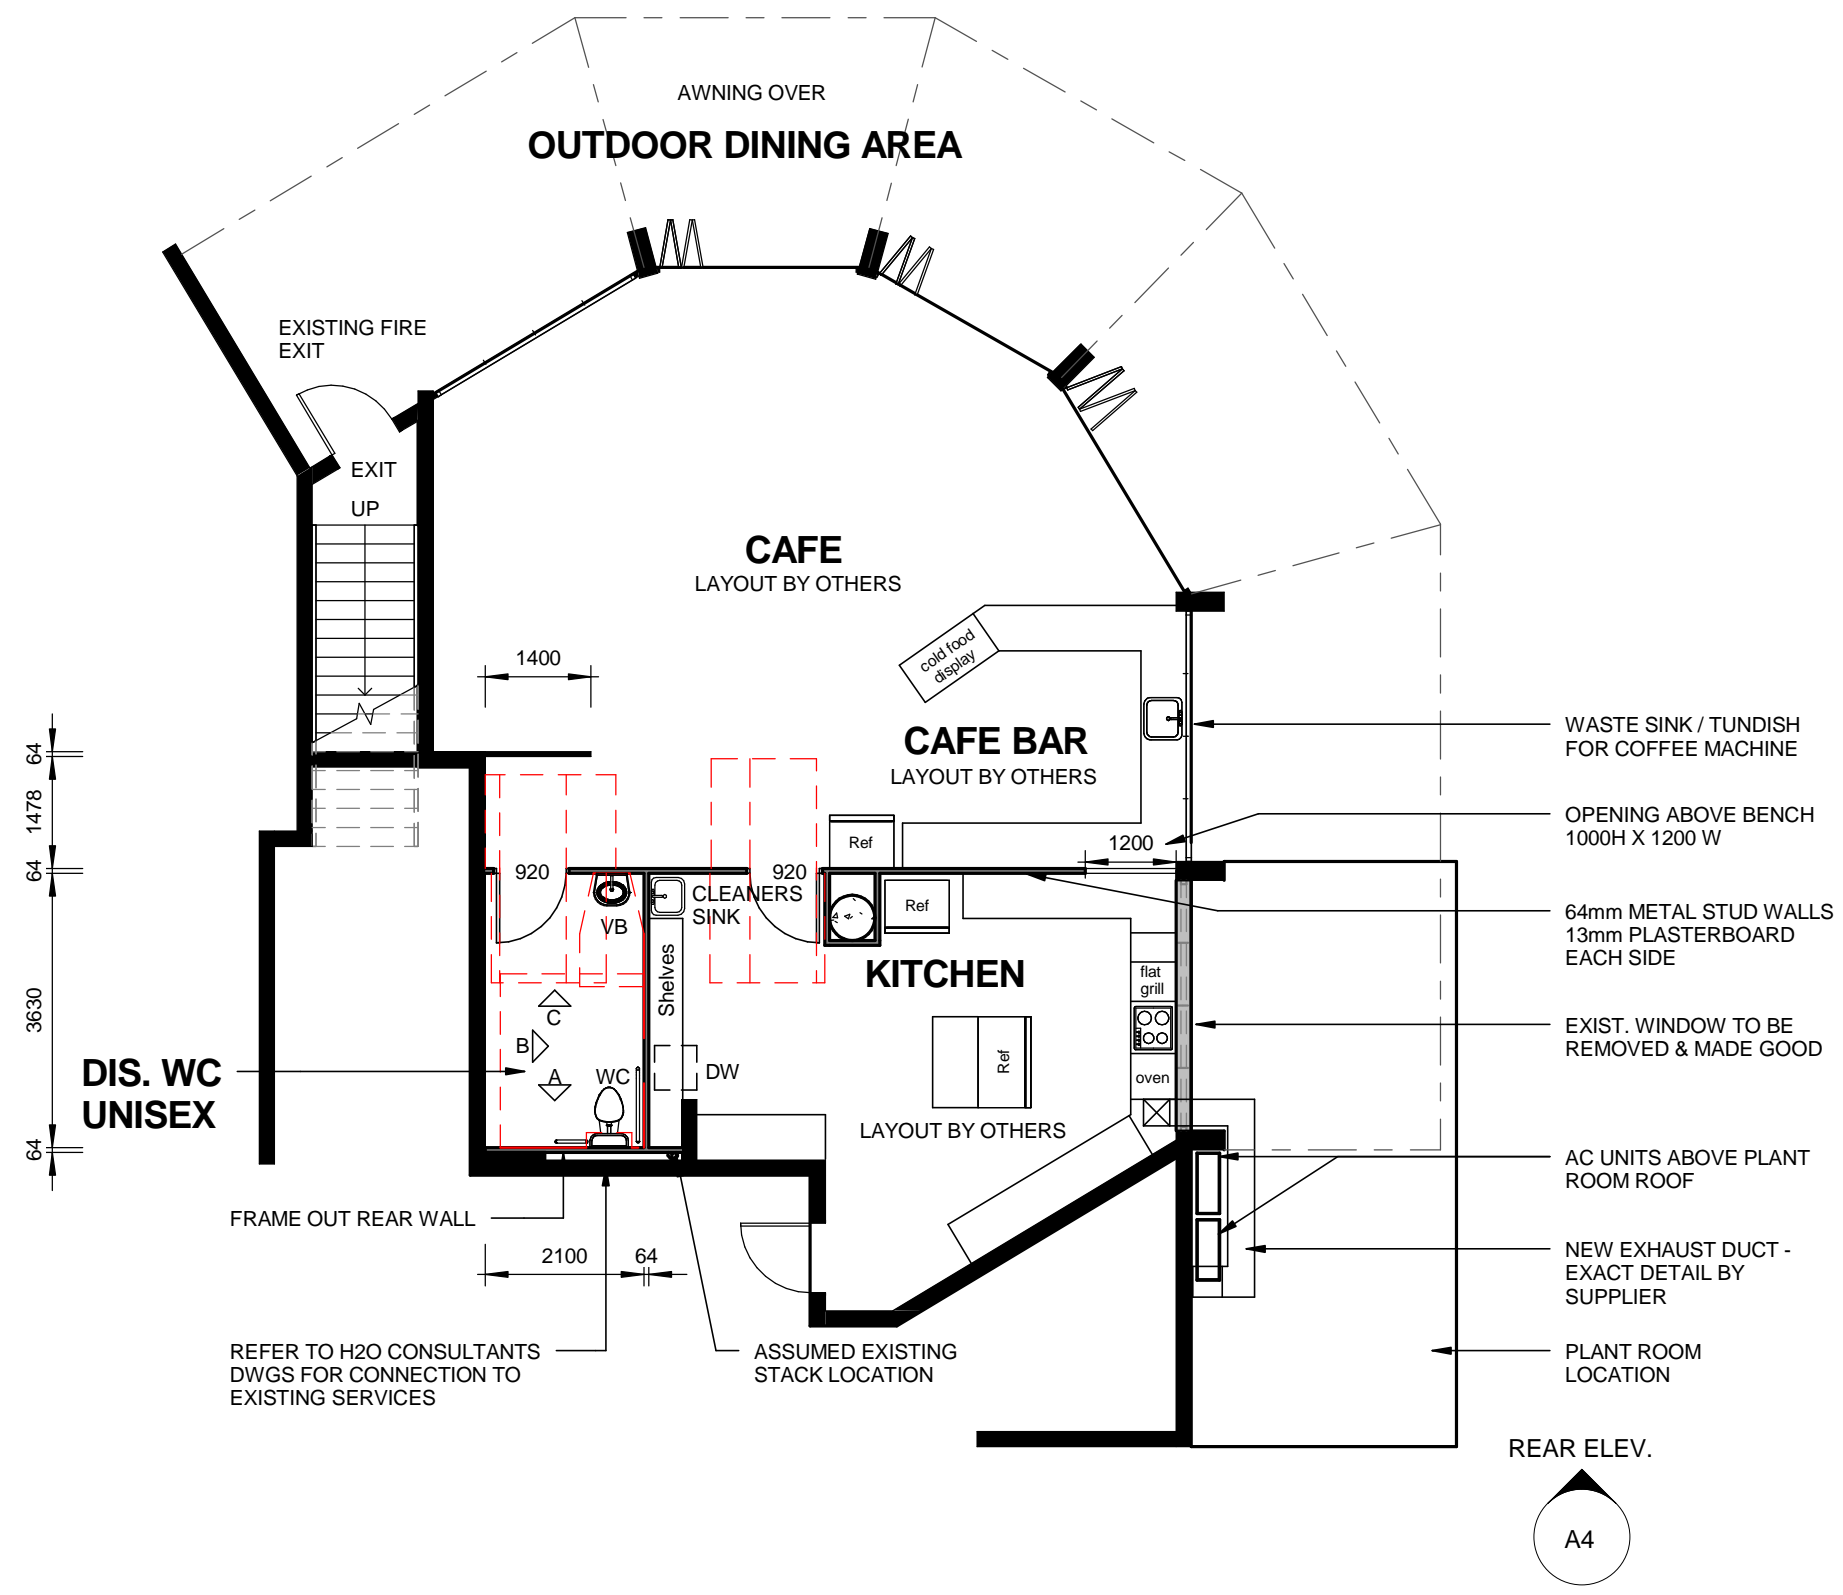 AWNING OVER
OUTDOOR DINING AREA
EXISTING FIRE
EXIT
EXIT
UP
CAFE
LAYOUT BY OTHERS
cold food
display
1400
CAFE BAR
LAYOUT BY OTHERS
WASTE SINK / TUNDISH
FOR COFFEE MACHINE
64
1478
64
3630
64
OPENING ABOVE BENCH
1000H X 1200 W
Ref
1200
920
920
CLEANERS
SINK
VB
Ref
64mm METAL STUD WALLS
13mm PLASTERBOARD
EACH SIDE
Shelves
KITCHEN
flat
grill
C
B
A
WC
DW
Ref
oven
EXIST. WINDOW TO BE
REMOVED & MADE GOOD
DIS. WC
UNISEX
LAYOUT BY OTHERS
AC UNITS ABOVE PLANT
ROOM ROOF
FRAME OUT REAR WALL
2100
64
NEW EXHAUST DUCT -
EXACT DETAIL BY
SUPPLIER
REFER TO H2O CONSULTANTS
DWGS FOR CONNECTION TO
EXISTING SERVICES
ASSUMED EXISTING
STACK LOCATION
PLANT ROOM
LOCATION
REAR ELEV.
A4